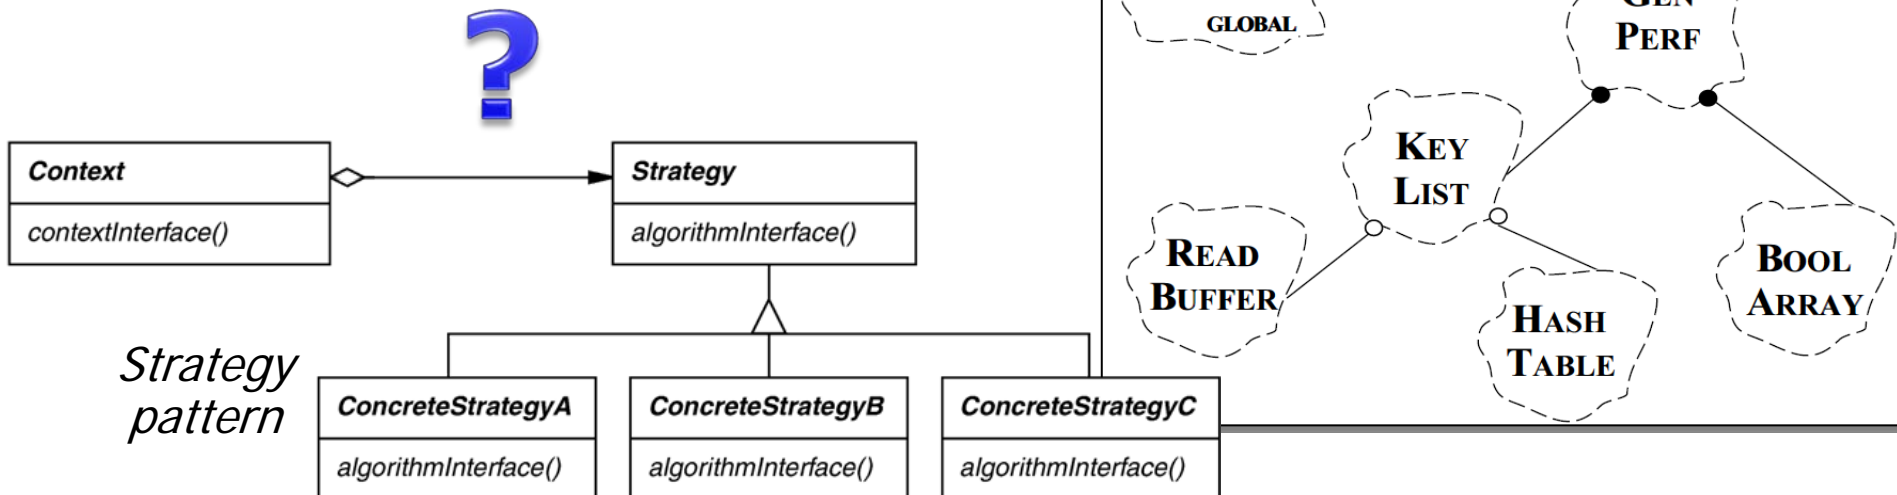 ?
Context
contextInterface()
Strategy
algorithmInterface()
Strategy
pattern
ConcreteStrategyA
algorithmInterface()
ConcreteStrategyB
algorithmInterface()
ConcreteStrategyC
algorithmInterface()
GLOBAL
GEN
PERF
KEY
LIST
READ
BUFFER
HASH
TABLE
BOOL
ARRAY